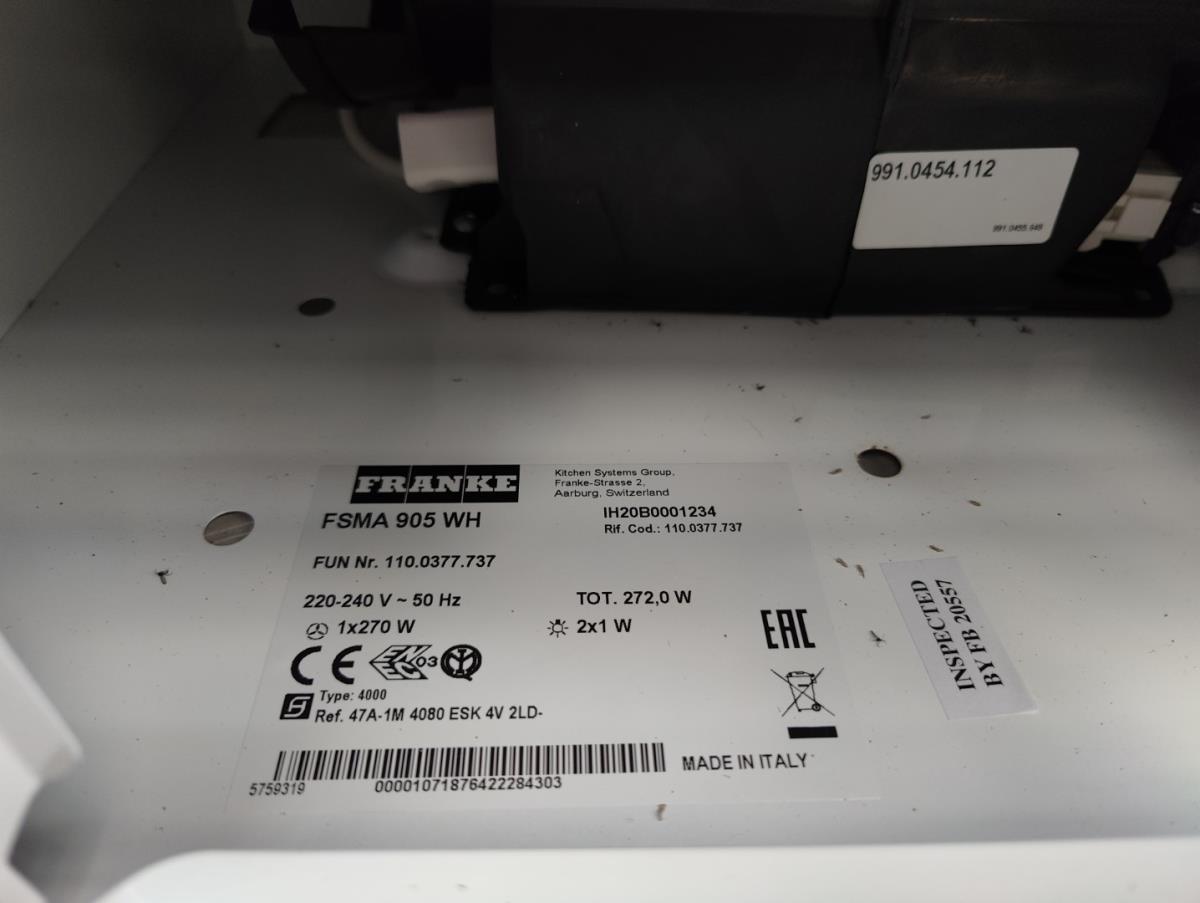 991.0454.112
991.0455.949
FRANKE
Kitchen Systems Group,
Franke-Strasse 2,
Aarburg, Switzerland
FSMA 905 WH
IH20B0001234
Rif. Cod.: 110.0377.737
FUN Nr. 110.0377.737
220-240 V ~ 50 Hz
TOT. 272,0 W
1x270 W
2x1 W
EAC
CE
03
Type: 4000
Ref. 47A-1M 4080 ESK 4V 2LD-
MADE IN ITALY
5759319
00001071876422284303
INSPECTED
BY FB 20557